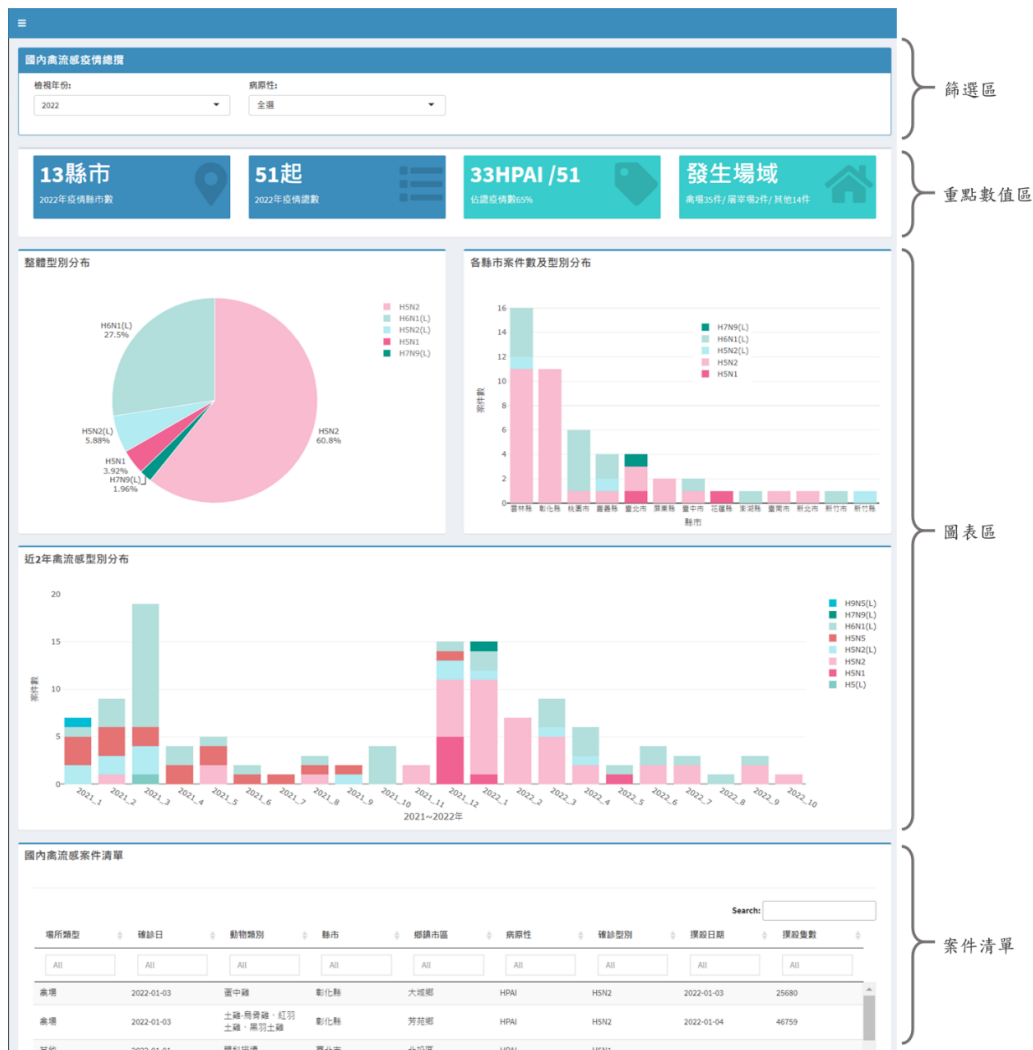 ≡
國內禽流感疫情總攬
檢視年份: 病原性:
2022 全選
篩選區
13縣市 51起 33HPAI /51 發生場域
2022年疫情縣市數 2022年疫情總數 佔總疫情數65% 禽場35件/ 屠宰場2件/ 其他14件
重點數值區
整體型別分布
H5N2
H6N1(L)
H5N2(L)
H5N1
H7N9(L)
H6N1(L)
27.5%
H5N2(L)
5.88%
H5N1
3.92%
H7N9(L)
1.96%
H5N2
60.8%
各縣市案件數及型別分布
案件數
16
14
12
10
8
6
4
2
0
H7N9(L)
H6N1(L)
H5N2(L)
H5N2
H5N1
雲林縣 彰化縣 桃園市 嘉義縣 臺北市 屏東縣 臺中市 花蓮縣 澎湖縣 臺南市 新北市 新竹市 新竹縣
縣市
圖表區
近2年禽流感型別分布
案件數
20
15
10
5
0
H9N5(L)
H7N9(L)
H6N1(L)
H5N5
H5N2(L)
H5N2
H5N1
H5(L)
2021_1 2021_2 2021_3 2021_4 2021_5 2021_6 2021_7 2021_8 2021_9 2021_10 2021_11 2021_12 2022_1 2022_2 2022_3 2022_4 2022_5 2022_6 2022_7 2022_8 2022_9 2022_10
2021~2022年
國內禽流感案件清單
Search:
場所類型 確診日 動物類別 縣市 鄉鎮市區 病原性 確診型別 撲殺日期 撲殺隻數
All All All All All All All All All
案件清單
禽場 2022-01-03 蛋中雞 彰化縣 大城鄉 HPAI H5N2 2022-01-03 25680
禽場 2022-01-03 土雞-烏骨雞、紅羽土雞、黑羽土雞 彰化縣 芳苑鄉 HPAI H5N2 2022-01-04 46759